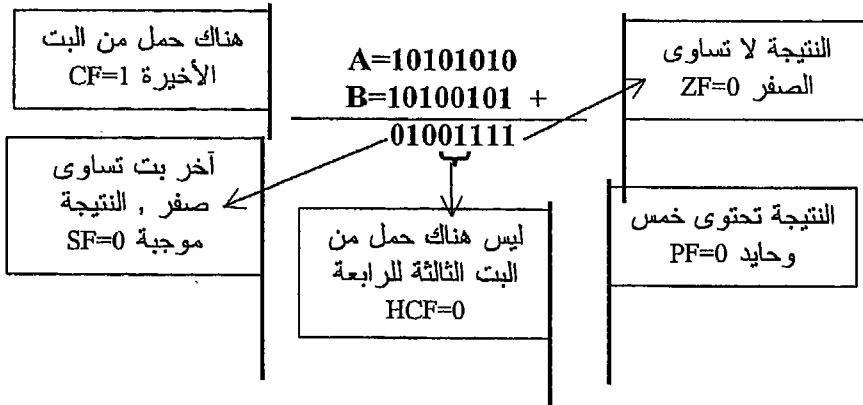 هناك حمل من البت
الأخيرة CF=1
A=10101010
B=10100101 +
01001111
النتيجة لا تساوى
الصفر ZF=0
آخر بت تساوى
صفر , النتيجة
موجبة SF=0
ليس هناك حمل من
البت الثالثة للرابعة
HCF=0
النتيجة تحتوى خمس
وحايد PF=0